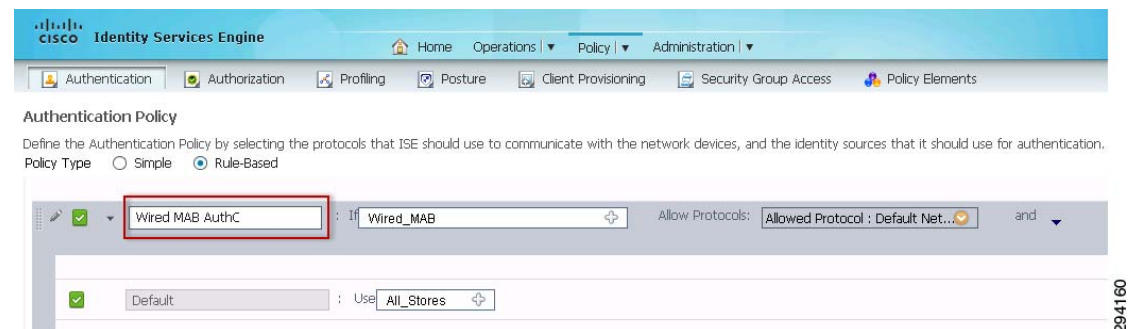 cisco Identity Services Engine
Home Operations Policy Administration
Authentication Authorization Profiling Posture Client Provisioning Security Group Access Policy Elements
Authentication Policy
Define the Authentication Policy by selecting the protocols that ISE should use to communicate with the network devices, and the identity sources that it should use for authentication.
Policy Type Simple Rule-Based
Wired MAB AuthC : If Wired_MAB Allow Protocols: Allowed Protocol : Default Net... and
Default : Use All_Stores
294160